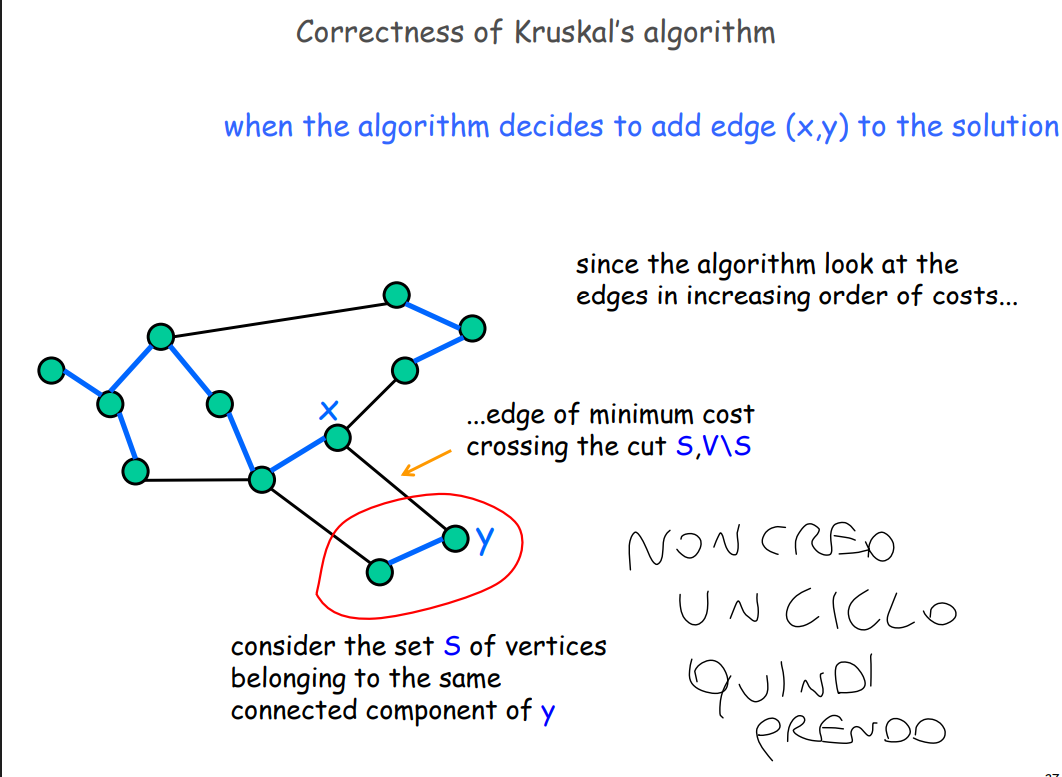 Correctness of Kruskal's algorithm
when the algorithm decides to add edge (x,y) to the solution
since the algorithm look at the
edges in increasing order of costs...
x
...edge of minimum cost
crossing the cut S,V\S
y
NON CREO
UN CICLO
QUINDI
PRENDO
consider the set S of vertices
belonging to the same
connected component of y